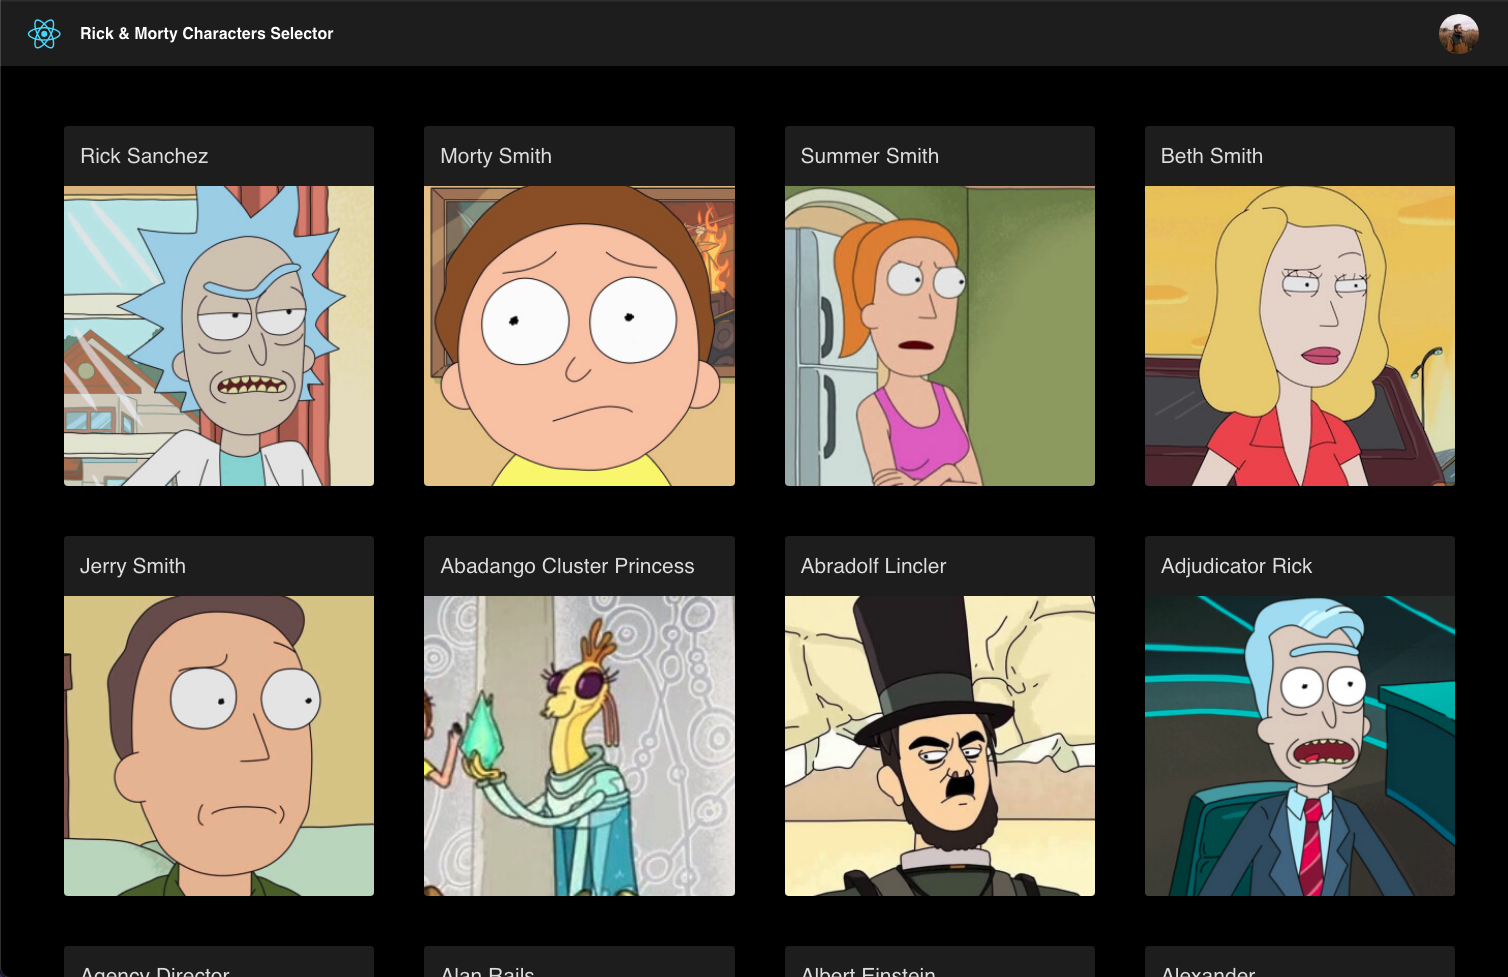 Rick & Morty Characters Selector
Rick Sanchez
Morty Smith
Summer Smith
Beth Smith
Jerry Smith
Abadango Cluster Princess
Abradolf Lincler
Adjudicator Rick
Agency Director
Alan Rails
Albert Einstein
Alexander